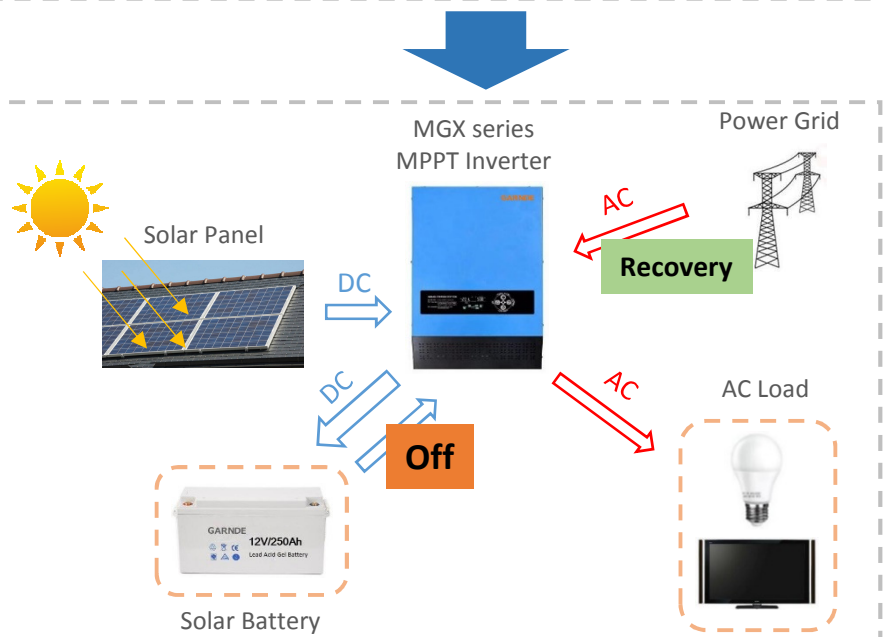 MGX series
MPPT Inverter
Power Grid
GARNDE
AC
Solar Panel
Recovery
DC
DC
AC
AC Load
Off
GARNDE
12V/250Ah
Lead Acid Gel Battery
Solar Battery